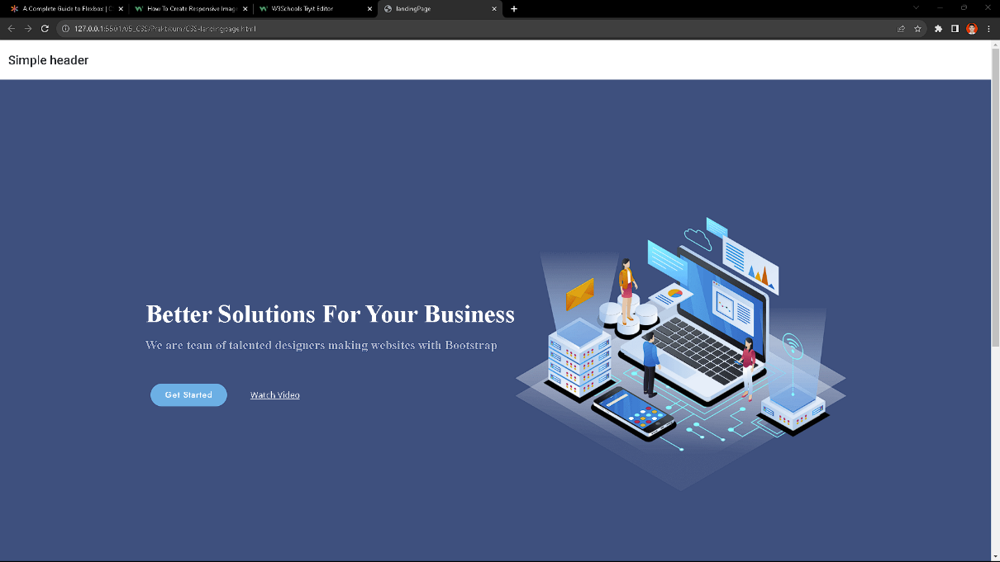 A Complete Guide to Flexbox | C
How To Create Responsive Image
W3Schools Tryit Editor
landingPage
127.0.0.1:5501/05_CSS/Praktikum/CSS-landingpage.html
Simple header
Better Solutions For Your Business
We are team of talented designers making websites with Bootstrap
Get Started
Watch Video